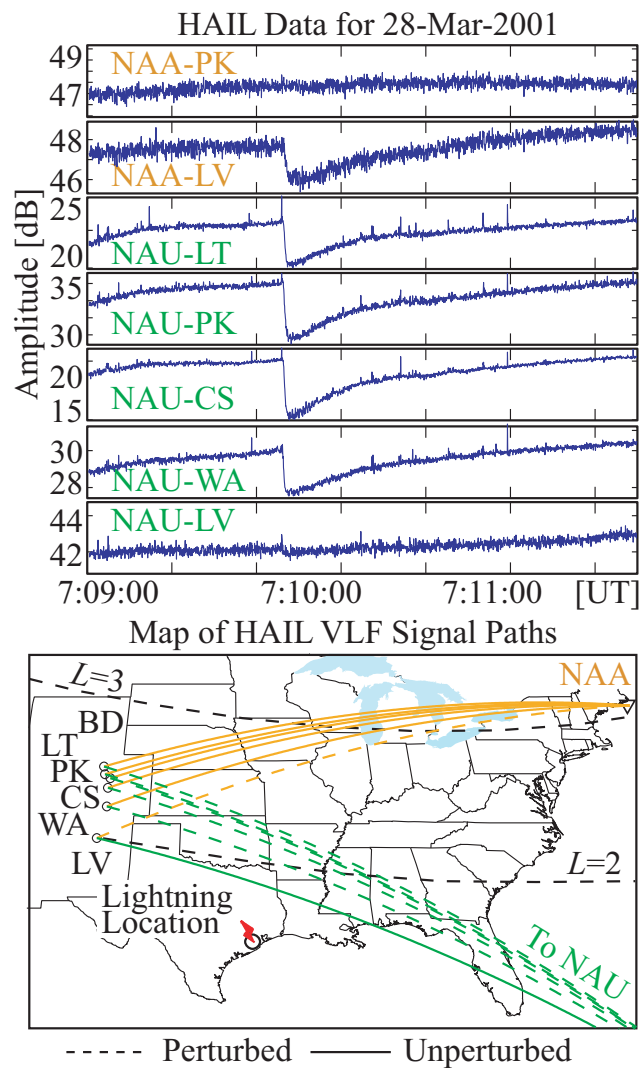 HAIL Data for 28-Mar-2001
Amplitude [dB]
49
47
NAA-PK
48
46
NAA-LV
25
20
NAU-LT
35
30
NAU-PK
20
15
NAU-CS
30
28
NAU-WA
44
42
NAU-LV
7:09:00 7:10:00 7:11:00 [UT]
Map of HAIL VLF Signal Paths
NAA
L=3
BD
LT
PK
CS
WA
LV
L=2
Lightning
Location
To NAU
Perturbed Unperturbed